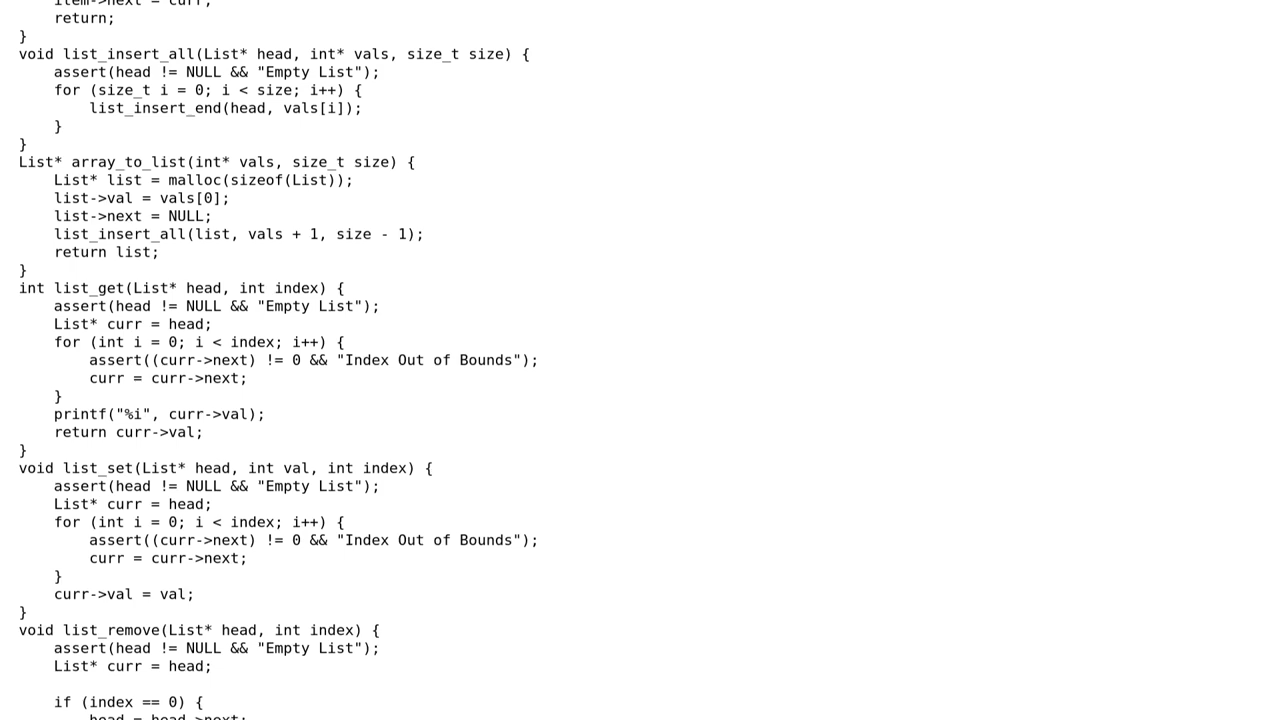 item->next = curr;
    return;
}
void list_insert_all(List* head, int* vals, size_t size) {
    assert(head != NULL && "Empty List");
    for (size_t i = 0; i < size; i++) {
        list_insert_end(head, vals[i]);
    }
}
List* array_to_list(int* vals, size_t size) {
    List* list = malloc(sizeof(List));
    list->val = vals[0];
    list->next = NULL;
    list_insert_all(list, vals + 1, size - 1);
    return list;
}
int list_get(List* head, int index) {
    assert(head != NULL && "Empty List");
    List* curr = head;
    for (int i = 0; i < index; i++) {
        assert((curr->next) != 0 && "Index Out of Bounds");
        curr = curr->next;
    }
    printf("%i", curr->val);
    return curr->val;
}
void list_set(List* head, int val, int index) {
    assert(head != NULL && "Empty List");
    List* curr = head;
    for (int i = 0; i < index; i++) {
        assert((curr->next) != 0 && "Index Out of Bounds");
        curr = curr->next;
    }
    curr->val = val;
}
void list_remove(List* head, int index) {
    assert(head != NULL && "Empty List");
    List* curr = head;

    if (index == 0) {
        head = head->next;